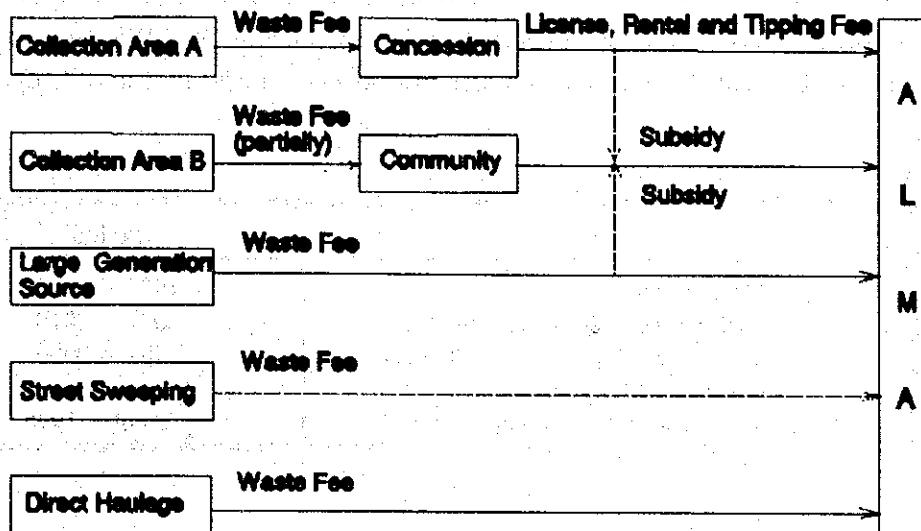 Waste Fee
License, Rental and Tipping Fee
Collection Area A
Concession
Waste Fee
(partially)
Subsidy
Collection Area B
Community
Subsidy
Waste Fee
Large Generation
Source
Waste Fee
Street Sweeping
Waste Fee
Direct Haulage
A
L
M
A